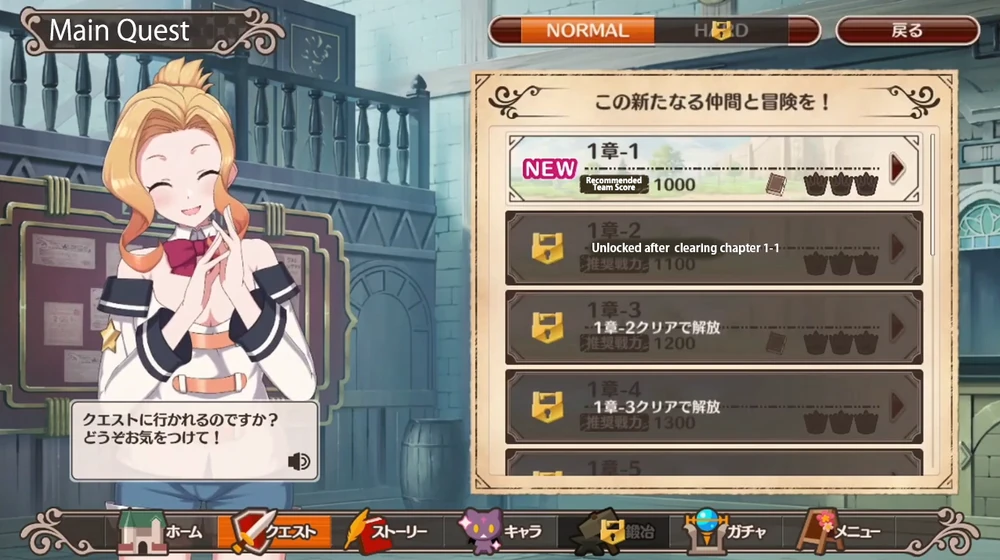 Main Quest
NORMAL
HARD
戻る
この新たなる仲間と冒険を！
1章-1
NEW
Recommended
Team Score
1000
1章-2
Unlocked after clearing chapter 1-1
推奨戦力
1100
1章-3
1章-2クリアで解放
推奨戦力
1200
1章-4
1章-3クリアで解放
推奨戦力
1300
1章-5
クエストに行かれるのですか？
どうぞお気をつけて！
ホーム
クエスト
ストーリー
キャラ
鍛冶
ガチャ
メニュー